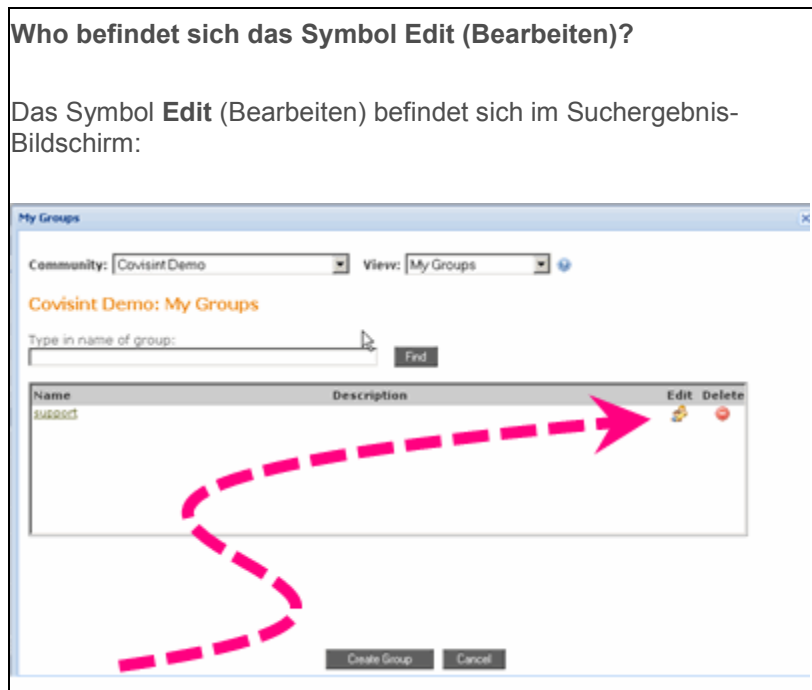 Who befindet sich das Symbol Edit (Bearbeiten)?
Das Symbol Edit (Bearbeiten) befindet sich im Suchergebnis-
Bildschirm:
My Groups
Community: Covisint Demo View: My Groups
Covisint Demo: My Groups
Type in name of group:
Find
Name Description Edit Delete
support
Create Group Cancel